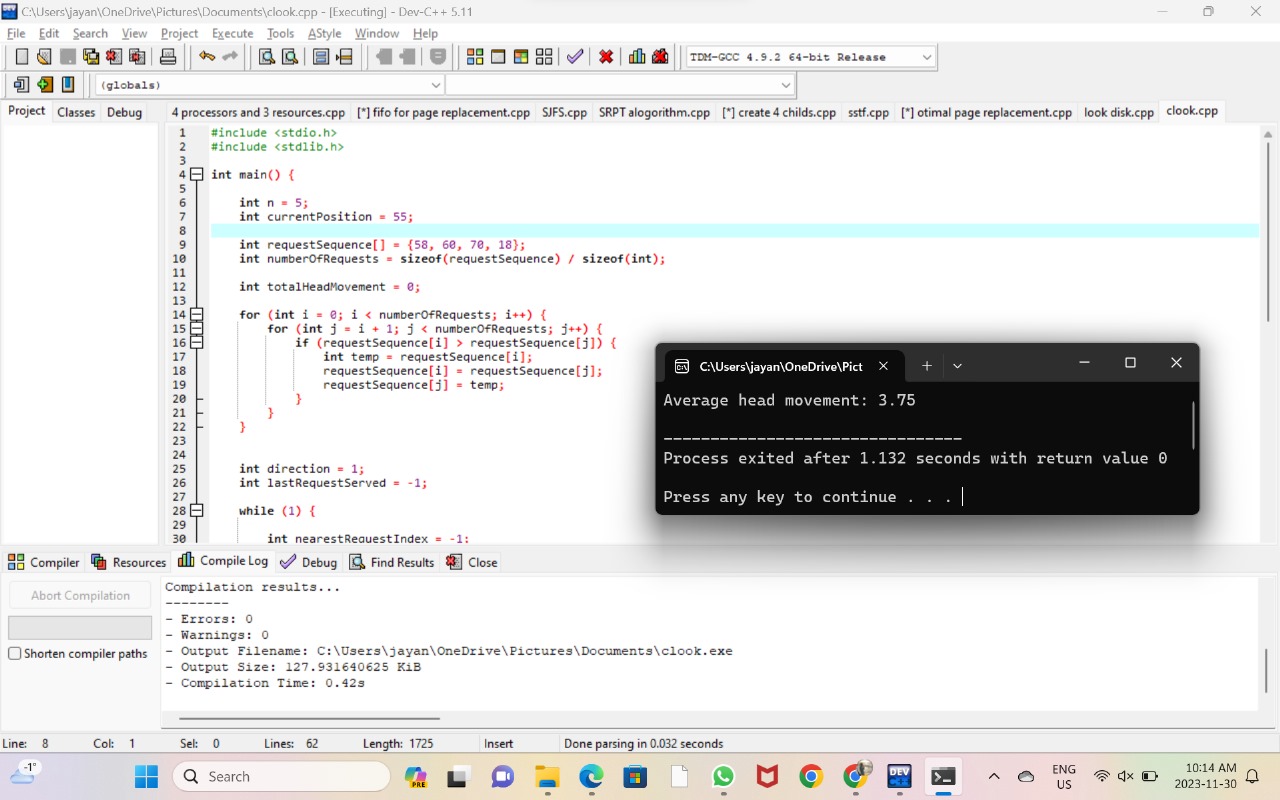 C:\Users\jayan\OneDrive\Pictures\Documents\clook.cpp - [Executing] - Dev-C++ 5.11
File Edit Search View Project Execute Tools AStyle Window Help
TDM-GCC 4.9.2 64-bit Release
(globals)
Project Classes Debug
4 processors and 3 resources.cpp [*] fifo for page replacement.cpp SJFS.cpp SRPT alogorithm.cpp [*] create 4 childs.cpp sstf.cpp [*] otimal page replacement.cpp look disk.cpp clook.cpp
1 #include <stdio.h>
2 #include <stdlib.h>
3
4 int main() {
5
6 int n = 5;
7 int currentPosition = 55;
8
9 int requestSequence[] = {58, 60, 70, 18};
10 int numberOfRequests = sizeof(requestSequence) / sizeof(int);
11
12 int totalHeadMovement = 0;
13
14 for (int i = 0; i < numberOfRequests; i++) {
15 for (int j = i + 1; j < numberOfRequests; j++) {
16 if (requestSequence[i] > requestSequence[j]) {
17 int temp = requestSequence[i];
18 requestSequence[i] = requestSequence[j];
19 requestSequence[j] = temp;
20 }
21 }
22 }
23
24
25 int direction = 1;
26 int lastRequestServed = -1;
27
28 while (1) {
29
30 int nearestRequestIndex = -1;
C:\Users\jayan\OneDrive\Pict
Average head movement: 3.75
--------------------------------
Process exited after 1.132 seconds with return value 0
Press any key to continue . . .
Compiler Resources Compile Log Debug Find Results Close
Abort Compilation
Shorten compiler paths
Compilation results...
--------
- Errors: 0
- Warnings: 0
- Output Filename: C:\Users\jayan\OneDrive\Pictures\Documents\clook.exe
- Output Size: 127.931640625 KiB
- Compilation Time: 0.42s
Line: 8 Col: 1 Sel: 0 Lines: 62 Length: 1725 Insert Done parsing in 0.032 seconds
-1°
Search
PRE
DEV
ENG
US
10:14 AM
2023-11-30